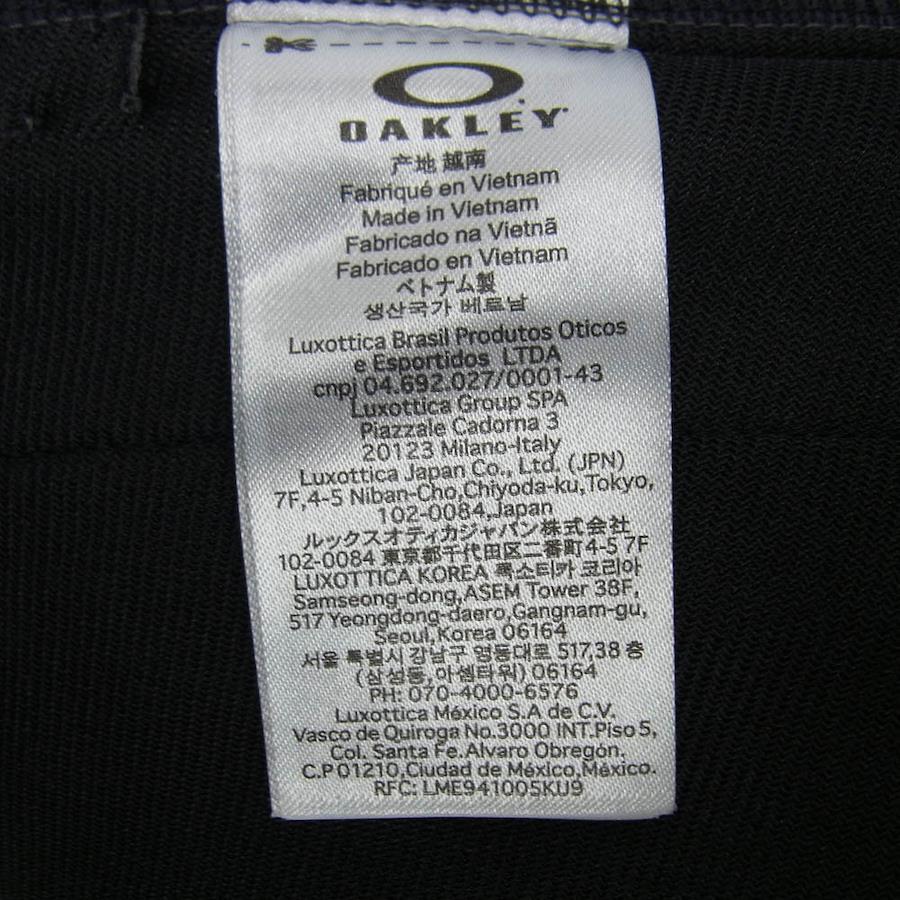 OAKLEY
产地 越南
Fabriqué en Vietnam
Made in Vietnam
Fabricado na Vietnã
Fabricado en Vietnam
ベトナム製
생산국가 베트남
Luxottica Brasil Produtos Oticos
e Esportidos LTDA
cnpj 04.692.027/0001-43
Luxottica Group SPA
Piazzale Cadorna 3
20123 Milano-Italy
Luxottica Japan Co., Ltd. (JPN)
7F,4-5 Niban-Cho,Chiyoda-ku,Tokyo,
102-0084,Japan
ルックスオティカジャパン株式会社
102-0084 東京都千代田区二番町4-5 7F
LUXOTTICA KOREA 룩소티카 코리아
Samseong-dong,ASEM Tower 38F,
517 Yeongdong-daero,Gangnam-gu,
Seoul,Korea 06164
서울 특별시 강남구 영동대로 517,38 층
(삼성동,아셈타워) 06164
PH: 070-4000-6576
Luxottica México S.A de C.V.
Vasco de Quiroga No.3000 INT.Piso 5,
Col. Santa Fe.Alvaro Obregón.
C.P 01210,Ciudad de México,México.
RFC: LME941005KU9